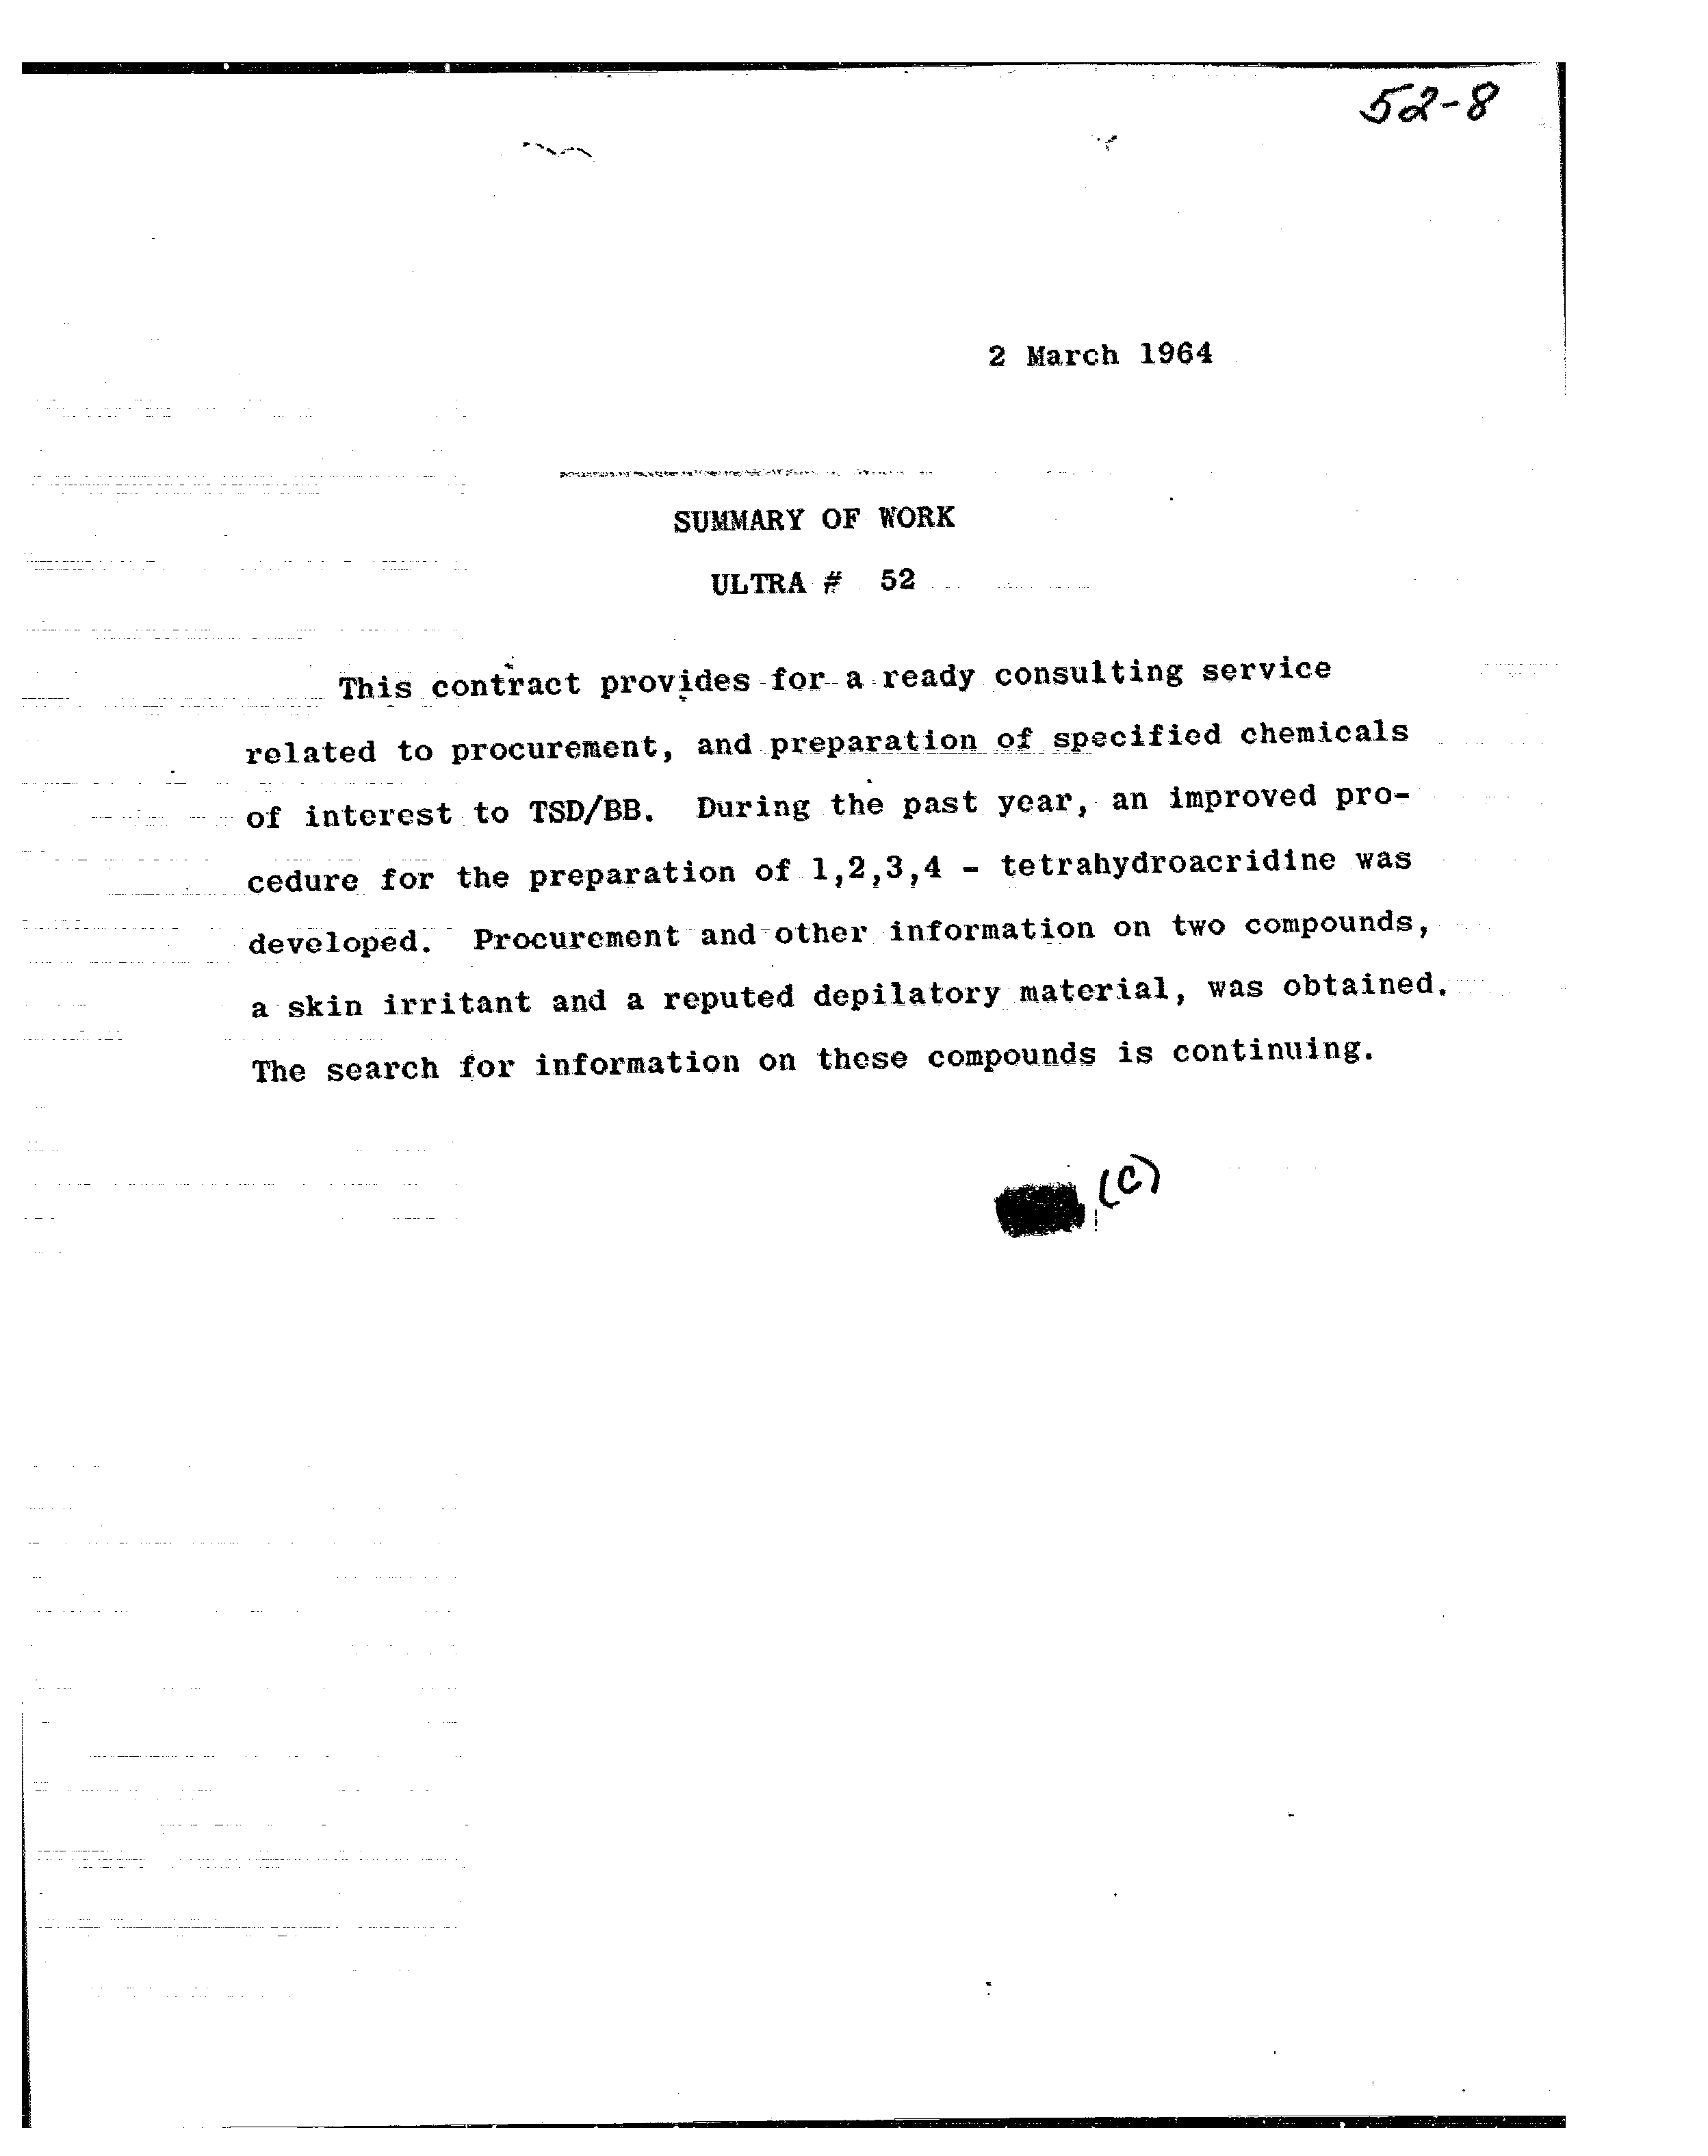 52-8
2 March 1964
SUMMARY OF WORK
ULTRA # 52
This contract provides for a ready consulting service
related to procurement, and preparation of specified chemicals
of interest to TSD/BB. During the past year, an improved pro-
cedure for the preparation of 1,2,3,4 - tetrahydroacridine was
developed. Procurement and other information on two compounds,
a skin irritant and a reputed depilatory material, was obtained.
The search for information on these compounds is continuing.
(C)